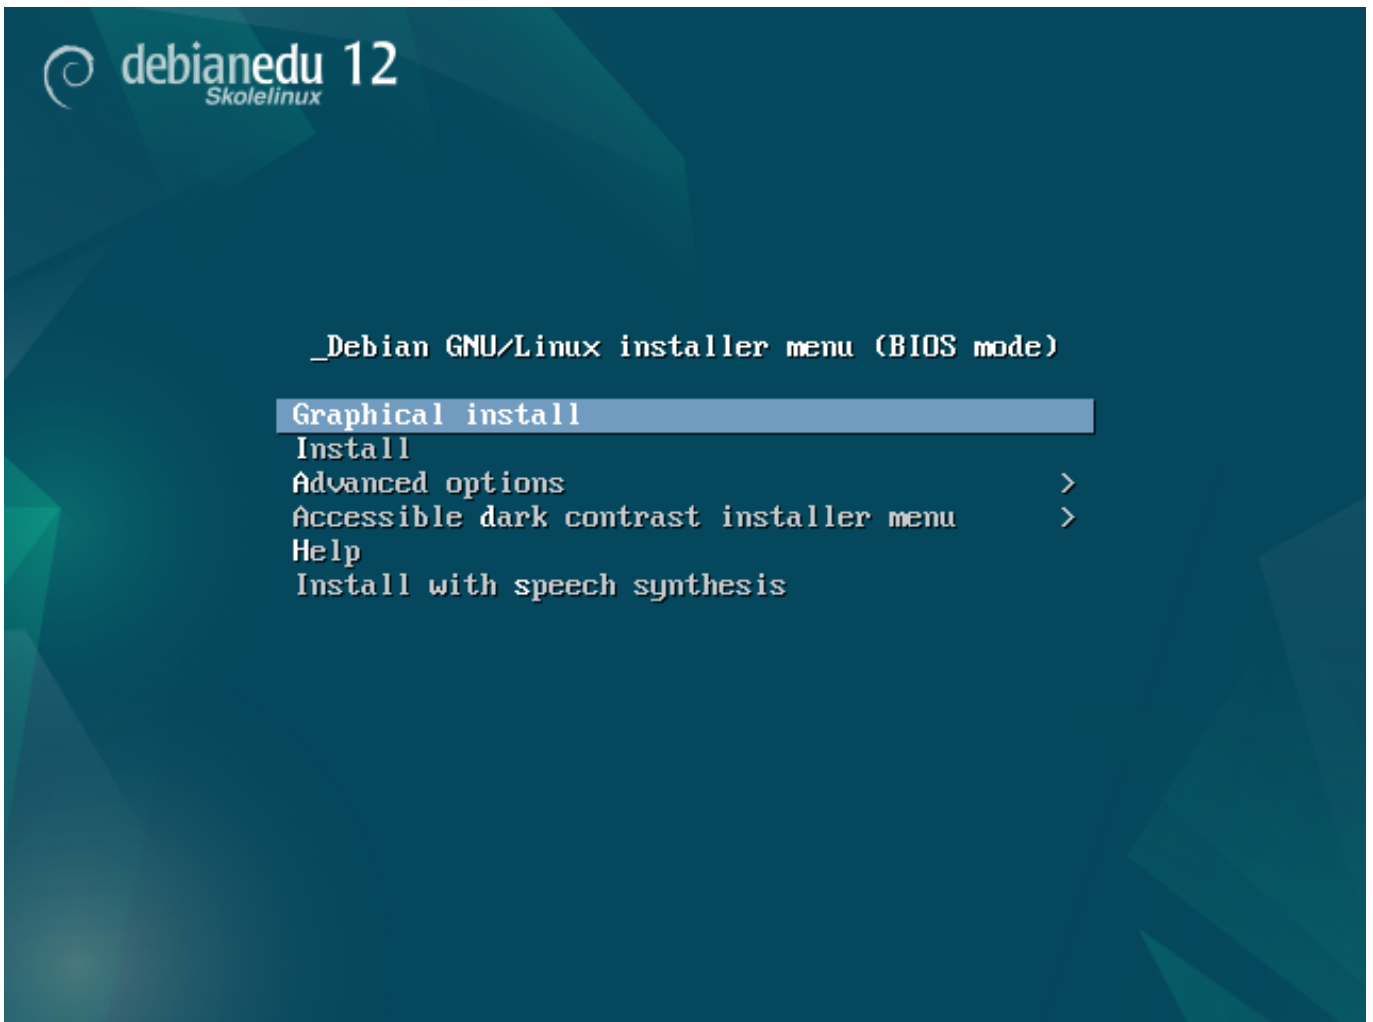 debianedu 12
Skolelinux
_Debian GNU/Linux installer menu (BIOS mode)
Graphical install
Install
Advanced options >
Accessible dark contrast installer menu >
Help
Install with speech synthesis